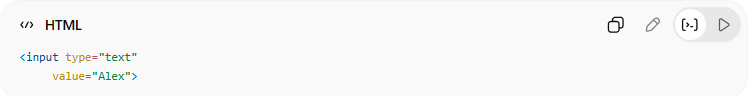 HTML
<input type="text"
value="Alex">